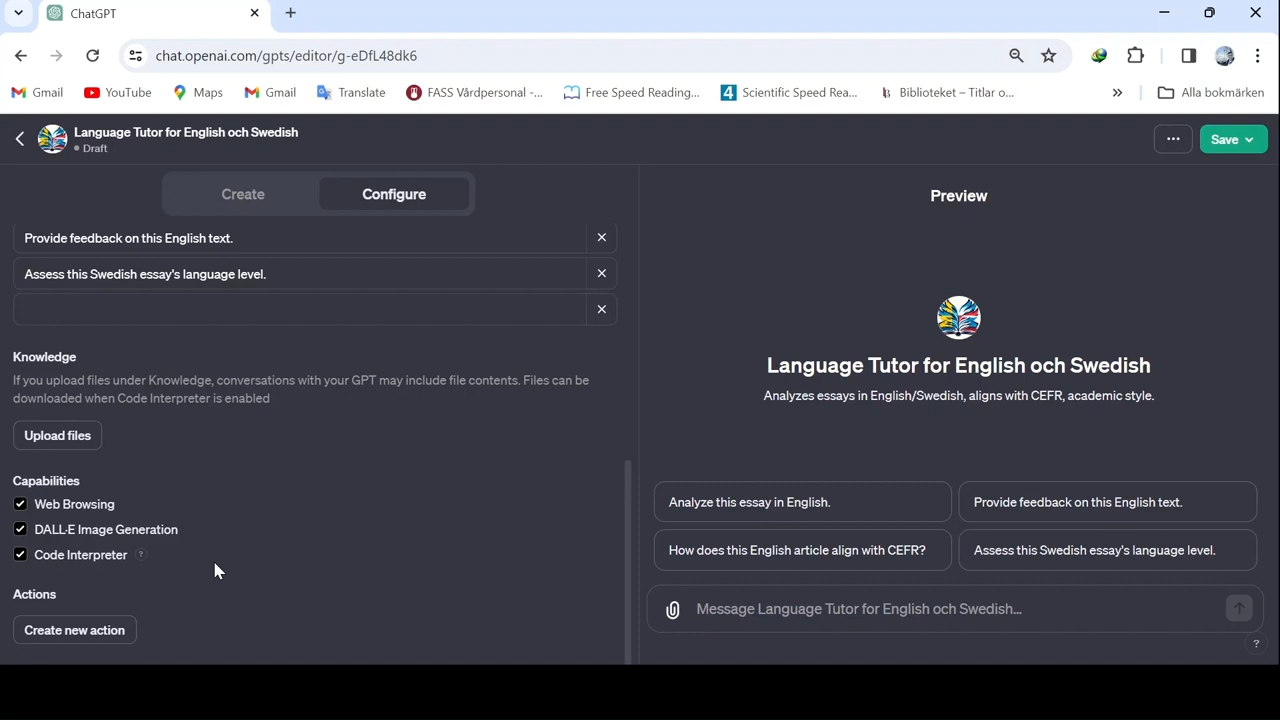 ChatGPT
chat.openai.com/gpts/editor/g-eDfL48dk6
Gmail
YouTube
Maps
Gmail
Translate
FASS Vårdpersonal -...
Free Speed Reading...
4
Scientific Speed Rea...
Biblioteket – Titlar o...
»
Alla bokmärken
Language Tutor for English och Swedish
Draft
Save
Create
Configure
Provide feedback on this English text.
Assess this Swedish essay's language level.
Knowledge
If you upload files under Knowledge, conversations with your GPT may include file contents. Files can be
downloaded when Code Interpreter is enabled
Upload files
Capabilities
Web Browsing
DALL·E Image Generation
Code Interpreter ?
Actions
Create new action
Preview
Language Tutor for English och Swedish
Analyzes essays in English/Swedish, aligns with CEFR, academic style.
Analyze this essay in English.
Provide feedback on this English text.
How does this English article align with CEFR?
Assess this Swedish essay's language level.
Message Language Tutor for English och Swedish...
?